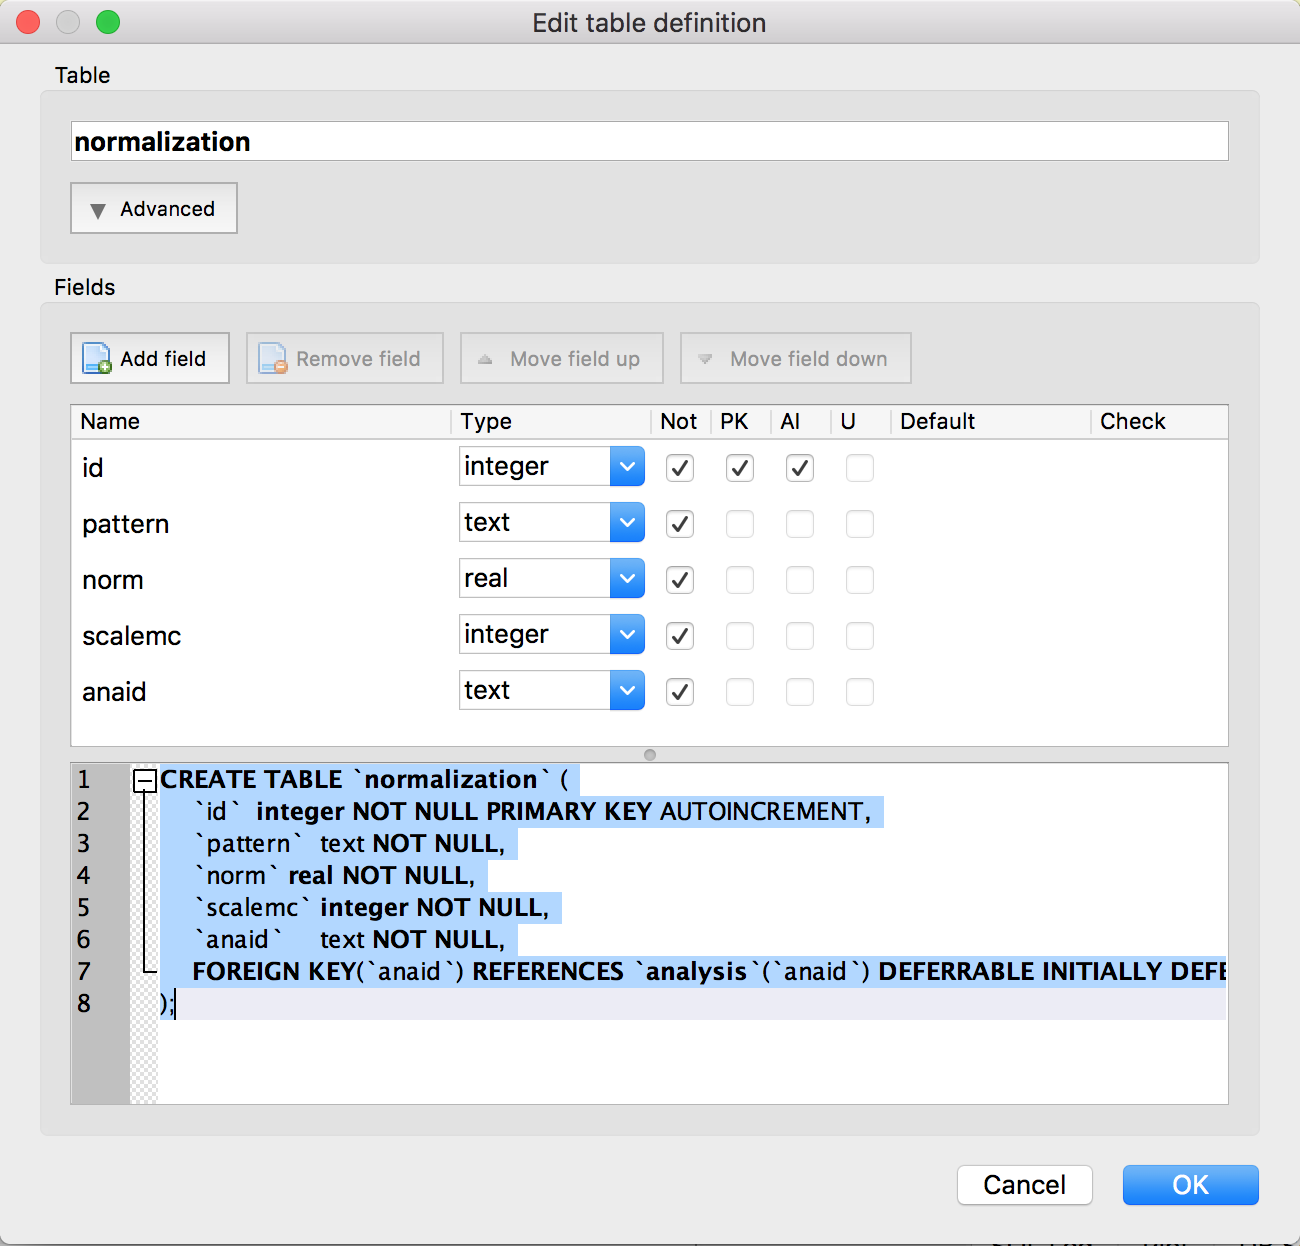 Edit table definition
Table
normalization
Advanced
Fields
Add field Remove field Move field up Move field down
Name Type Not PK AI U Default Check
id integer
pattern text
norm real
scalemc integer
anaid text
1 CREATE TABLE `normalization` (
2 `id` integer NOT NULL PRIMARY KEY AUTOINCREMENT,
3 `pattern` text NOT NULL,
4 `norm` real NOT NULL,
5 `scalemc` integer NOT NULL,
6 `anaid` text NOT NULL,
7 FOREIGN KEY(`anaid`) REFERENCES `analysis`(`anaid`) DEFERRABLE INITIALLY DEFE
8 );
Cancel OK